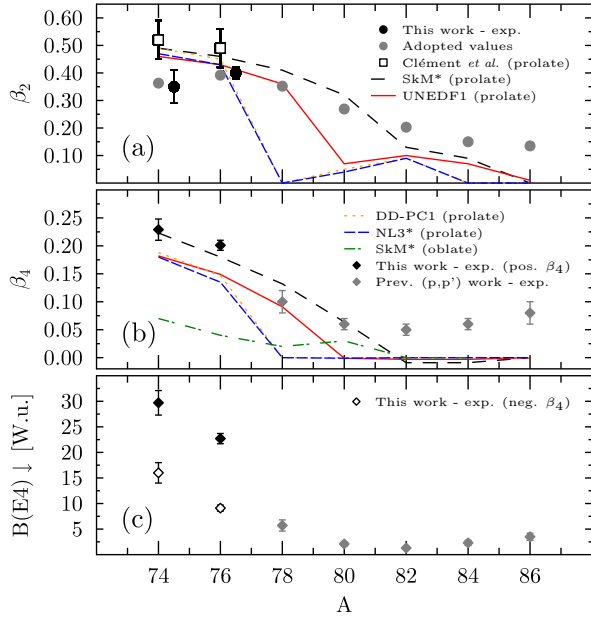 0.60
0.50
0.40
0.30
0.20
0.10
β2
(a)
This work - exp.
Adopted values
Clément et al. (prolate)
SkM* (prolate)
UNEDF1 (prolate)
0.25
0.20
0.15
0.10
0.05
0.00
β4
(b)
DD-PC1 (prolate)
NL3* (prolate)
SkM* (oblate)
This work - exp. (pos. β4)
Prev. (p,p') work - exp.
30
25
20
15
10
5
B(E4)↓ [W.u.]
(c)
This work - exp. (neg. β4)
74 76 78 80 82 84 86
A